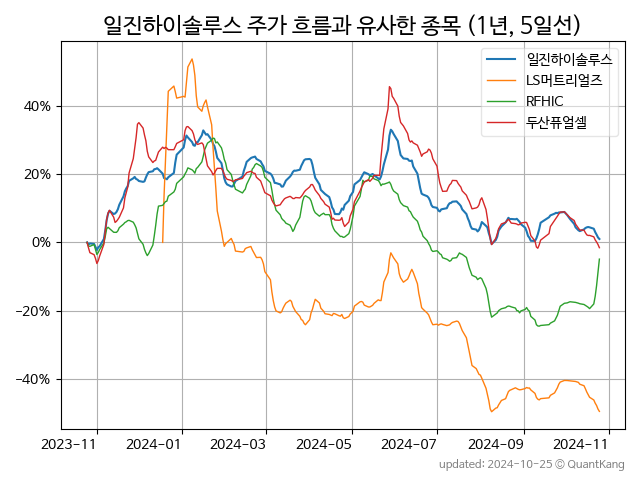 일진하이솔루스 주가 흐름과 유사한 종목 (1년, 5일선)
일진하이솔루스
LS머트리얼즈
RFHIC
두산퓨얼셀
40%
20%
0%
−20%
−40%
2023-11
2024-01
2024-03
2024-05
2024-07
2024-09
2024-11
updated: 2024-10-25 © QuantKang